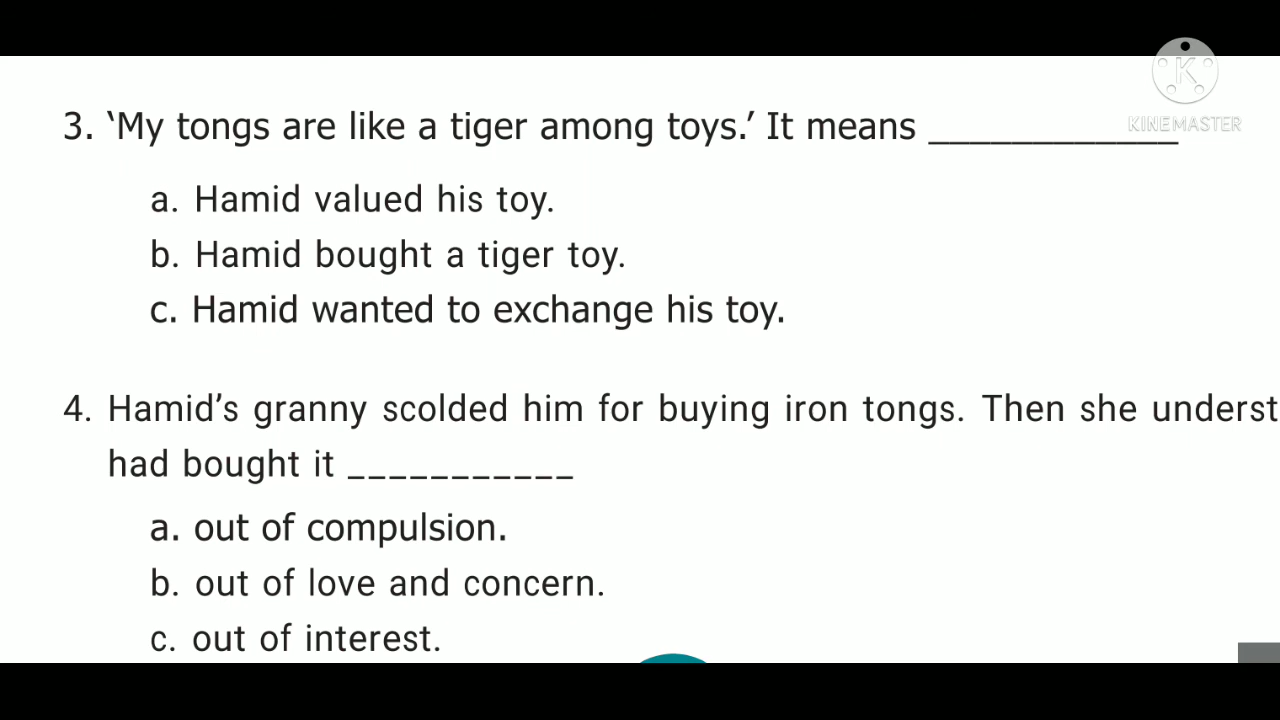 K
KINEMASTER
3. ‘My tongs are like a tiger among toys.’ It means ____________
a. Hamid valued his toy.
b. Hamid bought a tiger toy.
c. Hamid wanted to exchange his toy.
4. Hamid’s granny scolded him for buying iron tongs. Then she
had bought it ___________
a. out of compulsion.
b. out of love and concern.
c. out of interest.